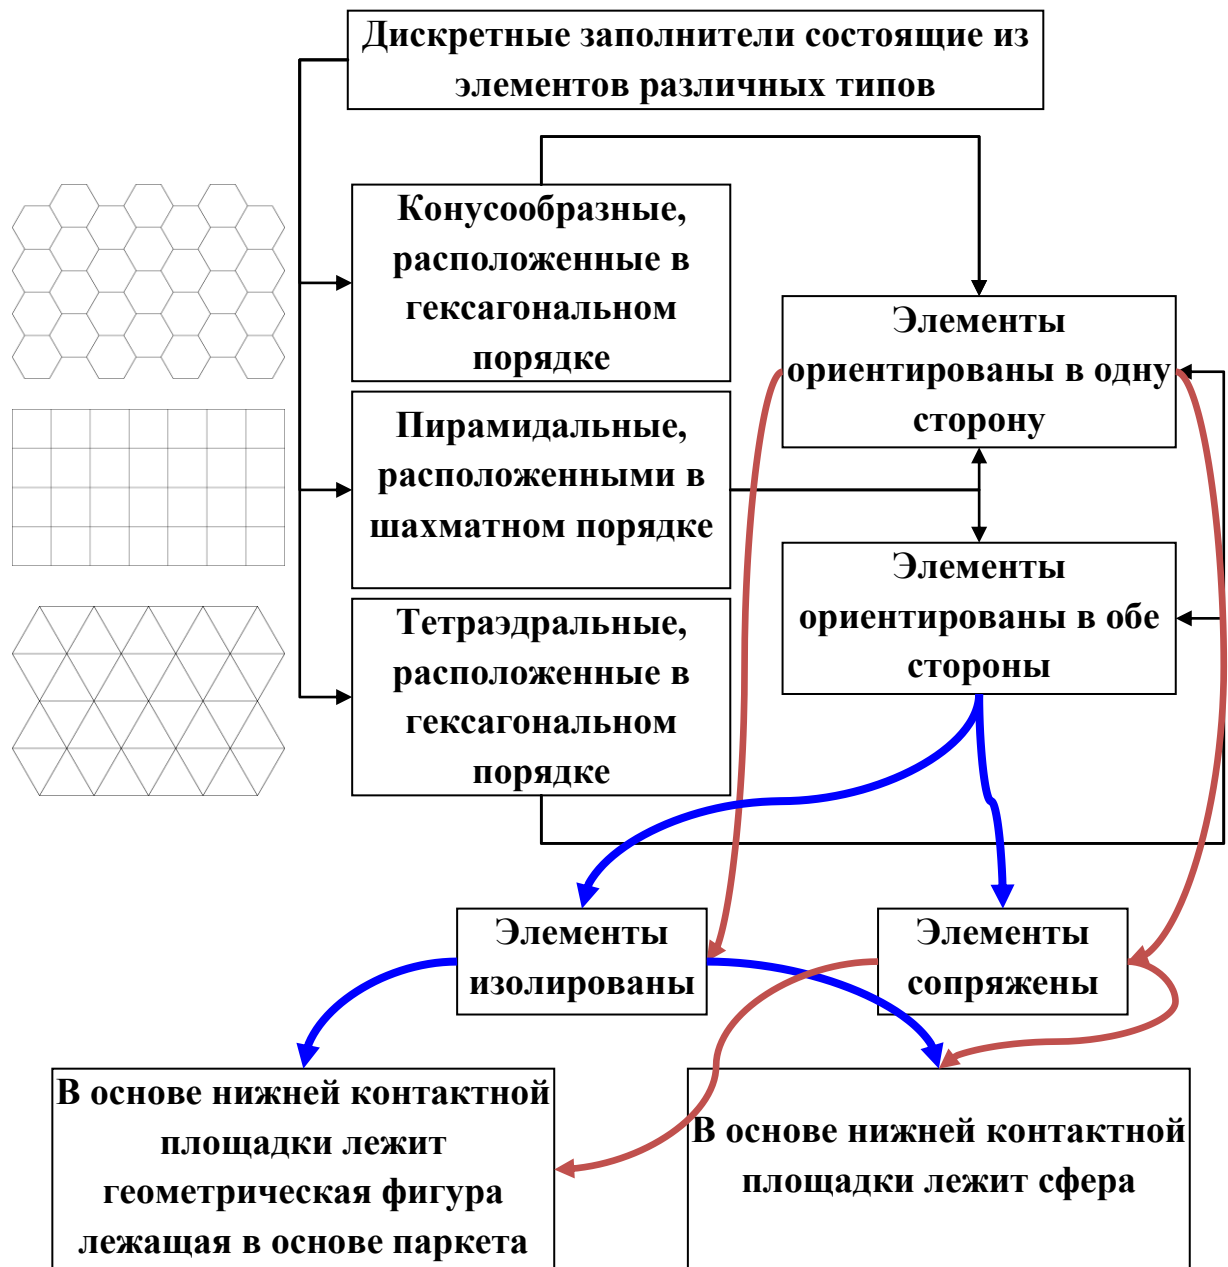 Дискретные заполнители состоящие из
элементов различных типов
Конусообразные,
расположенные в
гексагональном
порядке
Элементы
ориентированы в одну
сторону
Пирамидальные,
расположенными в
шахматном порядке
Элементы
ориентированы в обе
стороны
Тетраэдральные,
расположенные в
гексагональном
порядке
Элементы
изолированы
Элементы
сопряжены
В основе нижней контактной
площадки лежит
геометрическая фигура
лежащая в основе паркета
В основе нижней контактной
площадки лежит сфера